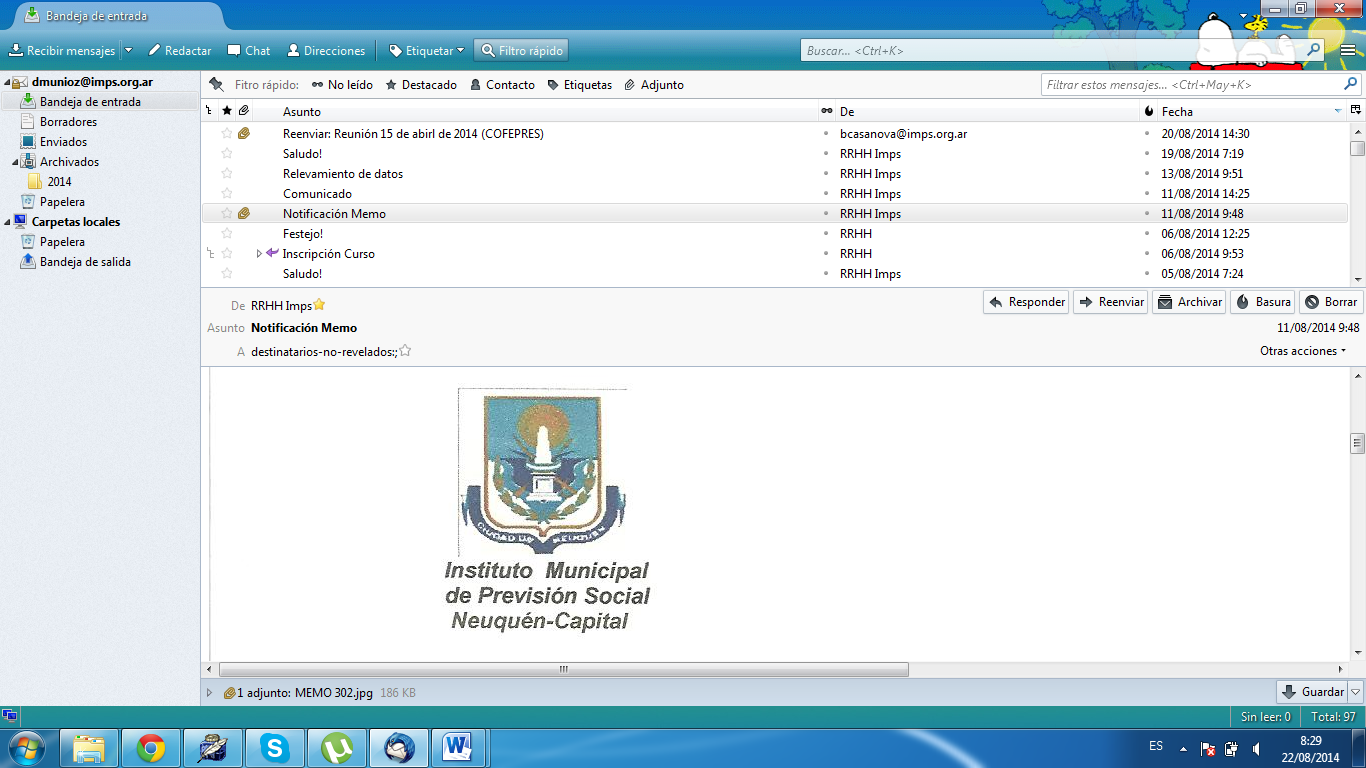 Bandeja de entrada
Recibir mensajes Redactar Chat Direcciones Etiquetar Filtro rápido Buscar... <Ctrl+K>
dmunioz@imps.org.ar
Bandeja de entrada
Borradores
Enviados
Archivados
2014
Papelera
Carpetas locales
Papelera
Bandeja de salida
Fitro rápido: No leído Destacado Contacto Etiquetas Adjunto Filtrar estos mensajes... <Ctrl+May+K>
Asunto De Fecha
Reenviar: Reunión 15 de abirl de 2014 (COFEPRES) bcasanova@imps.org.ar 20/08/2014 14:30
Saludo! RRHH Imps 19/08/2014 7:19
Relevamiento de datos RRHH Imps 13/08/2014 9:51
Comunicado RRHH Imps 11/08/2014 14:25
Notificación Memo RRHH Imps 11/08/2014 9:48
Festejo! RRHH 06/08/2014 12:25
Inscripción Curso RRHH 06/08/2014 9:53
Saludo! RRHH Imps 05/08/2014 7:24
De RRHH Imps Responder Reenviar Archivar Basura Borrar
Asunto Notificación Memo 11/08/2014 9:48
A destinatarios-no-revelados:; Otras acciones
CIUDAD DE NEUQUEN
Instituto Municipal
de Previsión Social
Neuquén-Capital
1 adjunto: MEMO 302.jpg 186 KB Guardar
Sin leer: 0 Total: 97
ES 8:29
22/08/2014